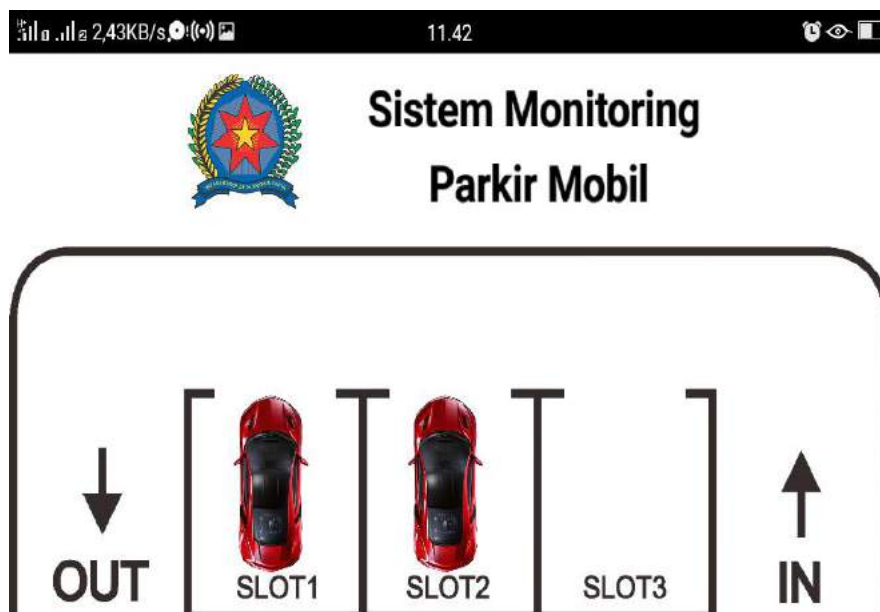 2,43KB/s
11.42
Sistem Monitoring
Parkir Mobil
OUT
SLOT1
SLOT2
SLOT3
IN